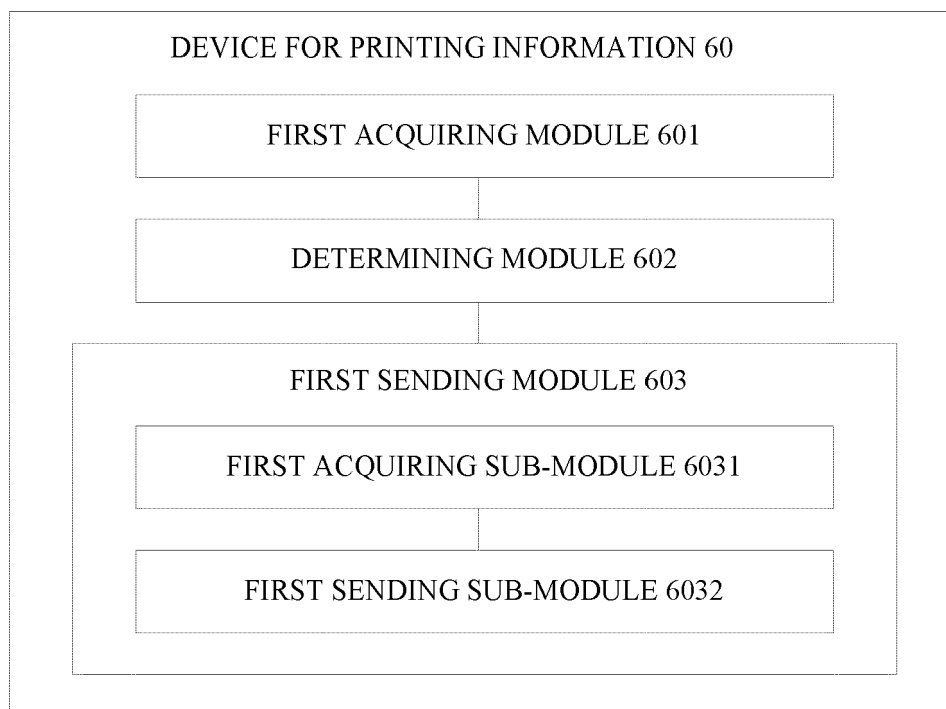 DEVICE FOR PRINTING INFORMATION 60
FIRST ACQUIRING MODULE 601
DETERMINING MODULE 602
FIRST SENDING MODULE 603
FIRST ACQUIRING SUB-MODULE 6031
FIRST SENDING SUB-MODULE 6032